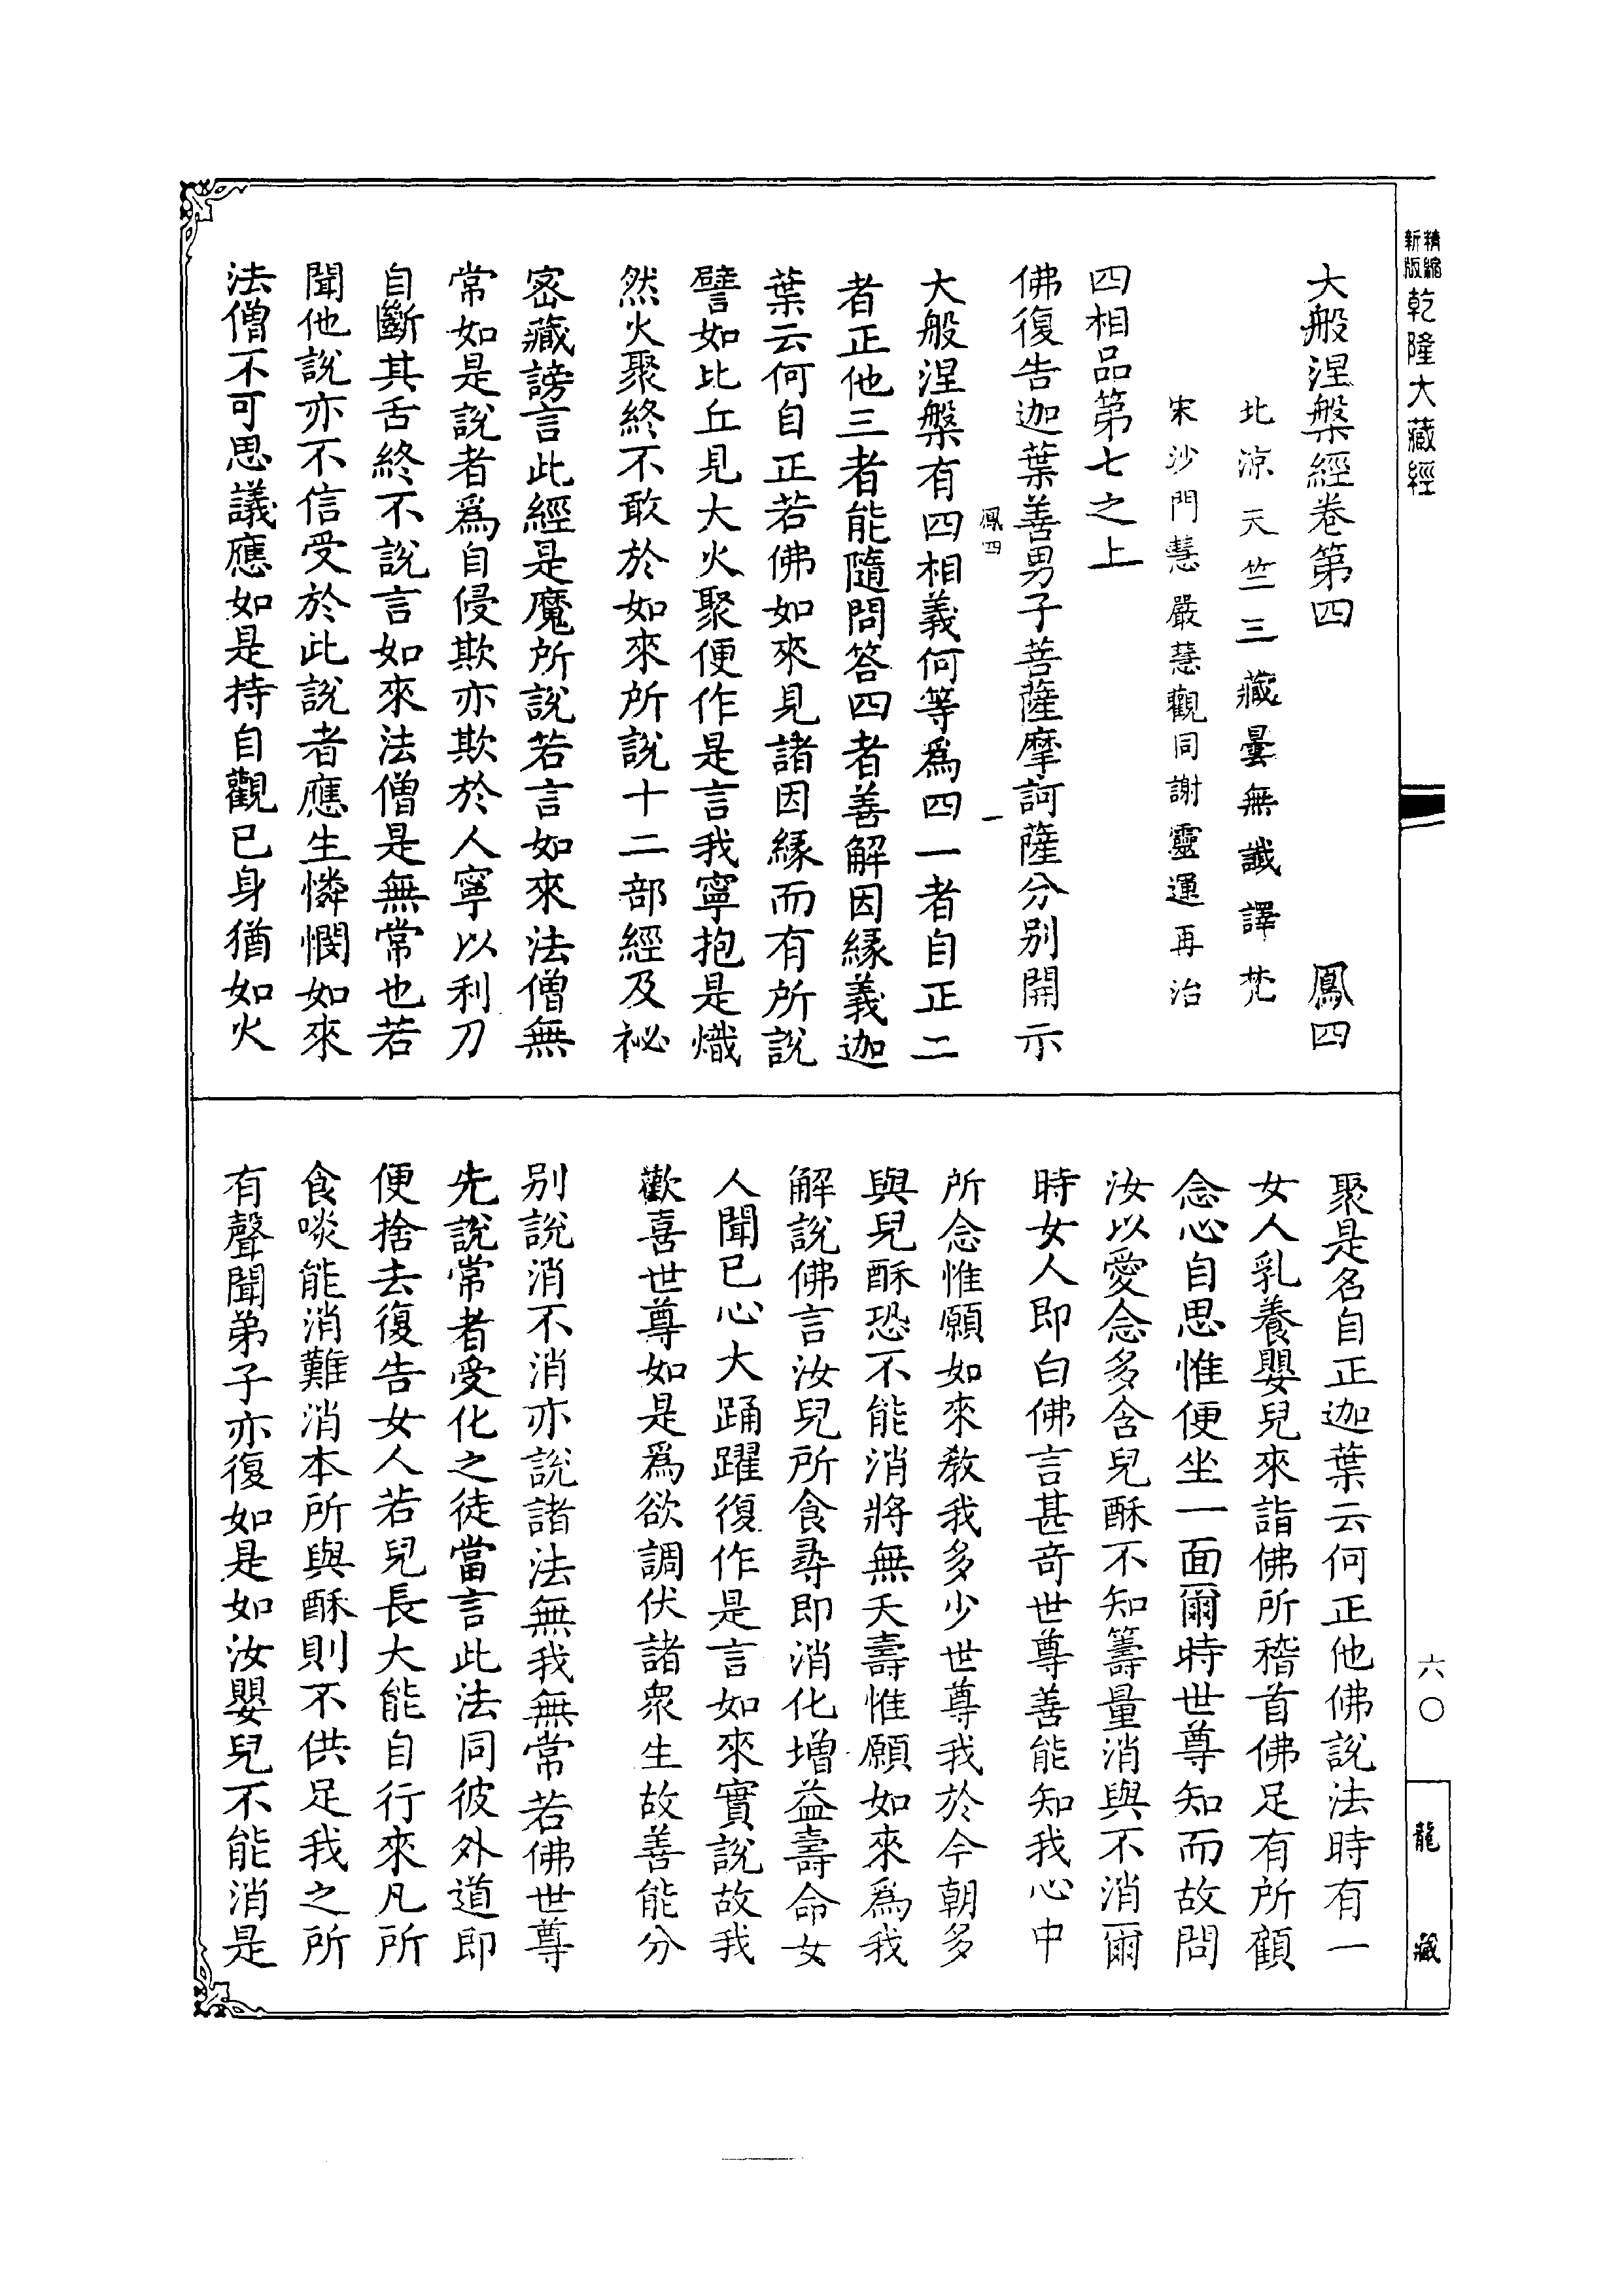 精縮
新版
乾隆大藏經
大般涅槃經卷第四　鳳四
北涼天竺三藏曇無讖譯梵
宋沙門慧嚴慧觀同謝靈運再治
四相品第七之上
佛復告迦葉善男子菩薩摩訶薩分別開示
鳳四　一
大般涅槃有四相義何等爲四一者自正二
者正他三者能隨問答四者善解因緣義迦
葉云何自正若佛如來見諸因緣而有所說
譬如比丘見大火聚便作是言我寧抱是熾
然火聚終不敢於如來所說十二部經及祕
密藏謗言此經是魔所說若言如來法僧無
常如是說者爲自侵欺亦欺於人寧以利刀
自斷其舌終不說言如來法僧是無常也若
聞他說亦不信受於此說者應生憐憫如來
法僧不可思議應如是持自觀已身猶如火
聚是名自正迦葉云何正他佛說法時有一
女人乳養嬰兒來詣佛所稽首佛足有所顧
念心自思惟便坐一面爾時世尊知而故問
汝以愛念多含兒酥不知籌量消與不消爾
時女人即白佛言甚奇世尊善能知我心中
所念惟願如來教我多少世尊我於今朝多
與兒酥恐不能消將無夭壽惟願如來爲我
解說佛言汝兒所食尋即消化增益壽命女
人聞已心大踊躍復作是言如來實說故我
歡喜世尊如是爲欲調伏諸衆生故善能分
別說消不消亦說諸法無我無常若佛世尊
先說常者受化之徒當言此法同彼外道即
便捨去復告女人若兒長大能自行來凡所
食啖能消難消本所與酥則不供足我之所
有聲聞弟子亦復如是如汝嬰兒不能消是
六〇
龍藏